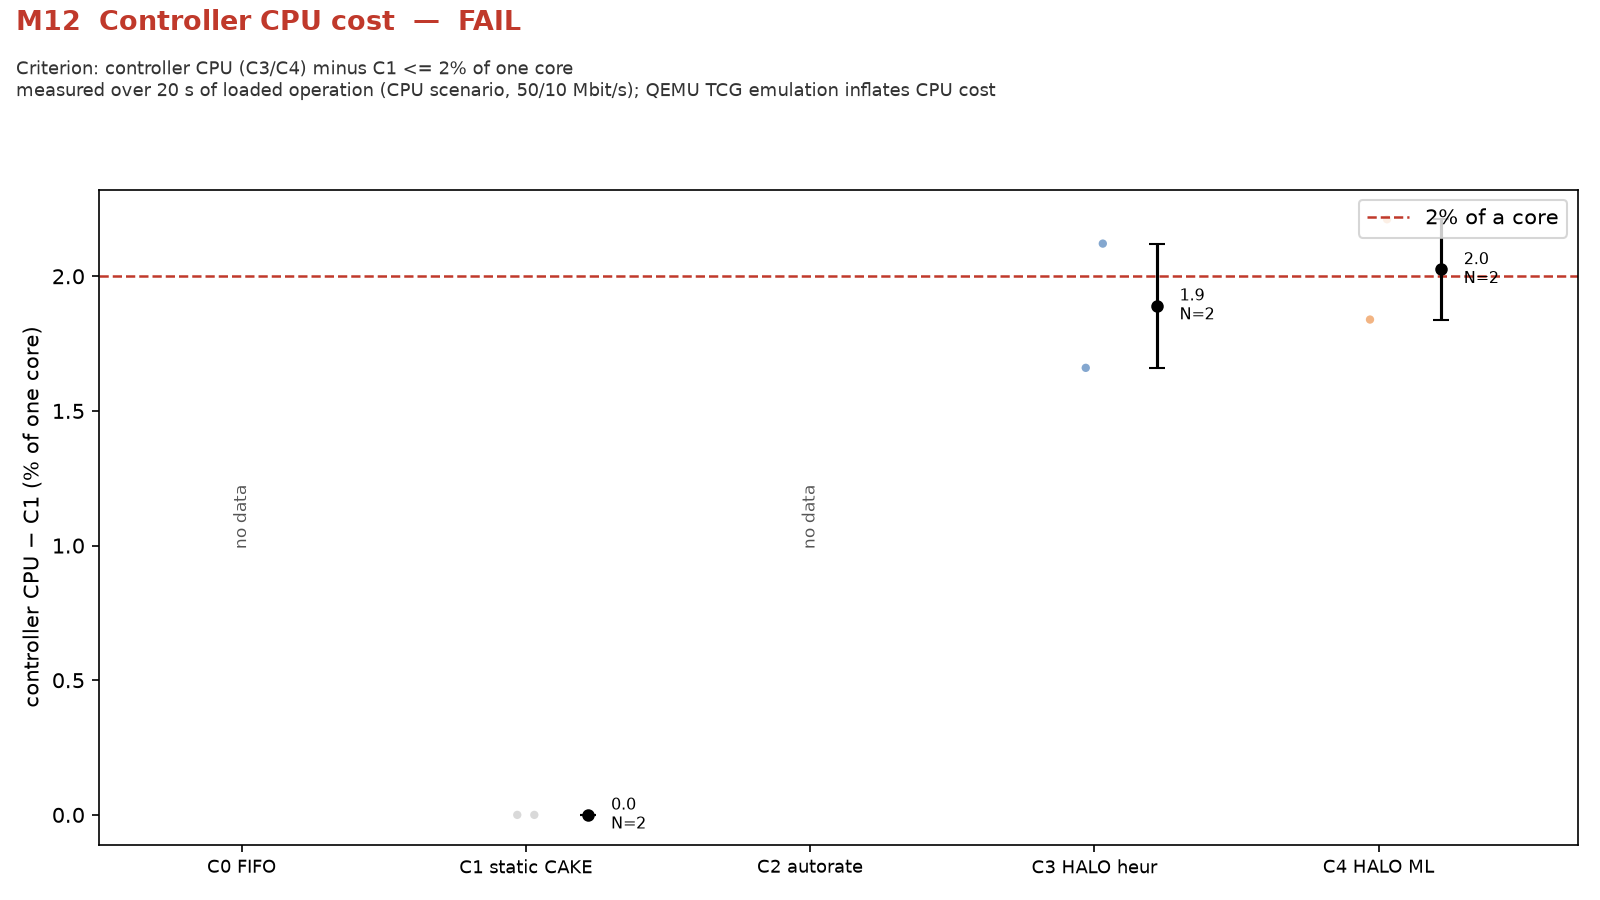 M12  Controller CPU cost  —  FAIL
Criterion: controller CPU (C3/C4) minus C1 <= 2% of one core
measured over 20 s of loaded operation (CPU scenario, 50/10 Mbit/s); QEMU TCG emulation inflates CPU cost
controller CPU − C1 (% of one core)
2.0
1.5
1.0
0.5
0.0
2% of a core
no data
0.0
N=2
no data
1.9
N=2
2.0
N=2
C0 FIFO
C1 static CAKE
C2 autorate
C3 HALO heur
C4 HALO ML